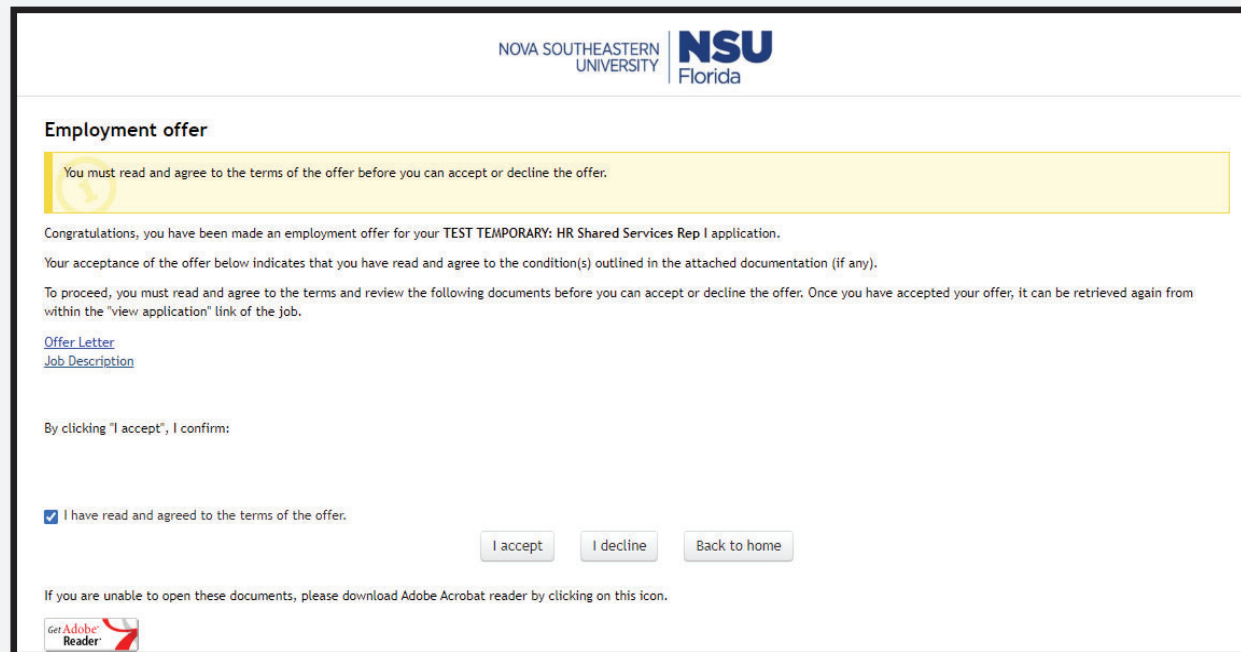 NOVA SOUTHEASTERN
UNIVERSITY
NSU
Florida
Employment offer
You must read and agree to the terms of the offer before you can accept or decline the offer.
Congratulations, you have been made an employment offer for your TEST TEMPORARY: HR Shared Services Rep I application.
Your acceptance of the offer below indicates that you have read and agree to the condition(s) outlined in the attached documentation (if any).
To proceed, you must read and agree to the terms and review the following documents before you can accept or decline the offer. Once you have accepted your offer, it can be retrieved again from
within the "view application" link of the job.
Offer Letter
Job Description
By clicking "I accept", I confirm:
I have read and agreed to the terms of the offer.
I accept I decline Back to home
If you are unable to open these documents, please download Adobe Acrobat reader by clicking on this icon.
Get Adobe
Reader